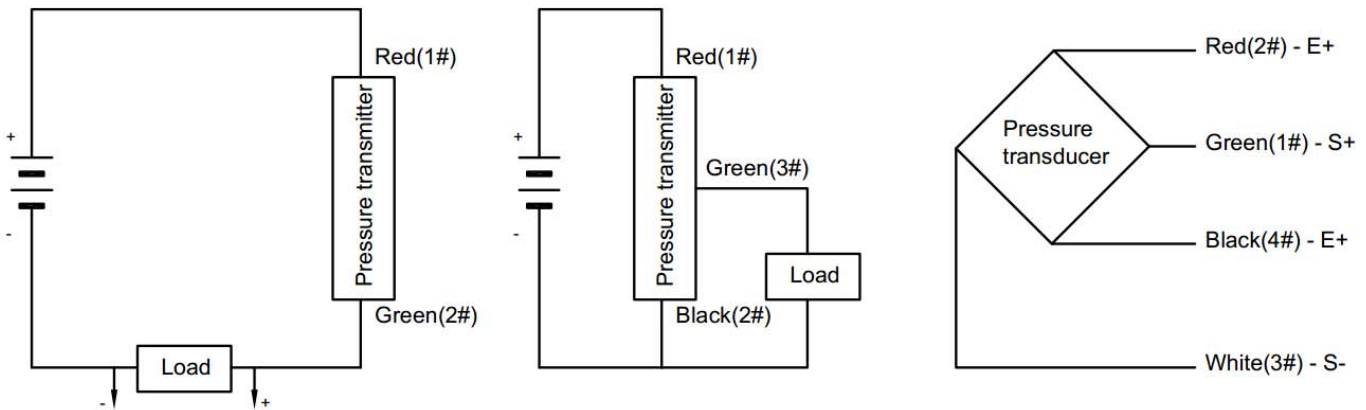 Red(1#)
Pressure transmitter
Green(2#)
+
-
Load
-
+
Red(1#)
Pressure transmitter
Green(3#)
Black(2#)
+
-
Load
Pressure
transducer
Red(2#) - E+
Green(1#) - S+
Black(4#) - E+
White(3#) - S-